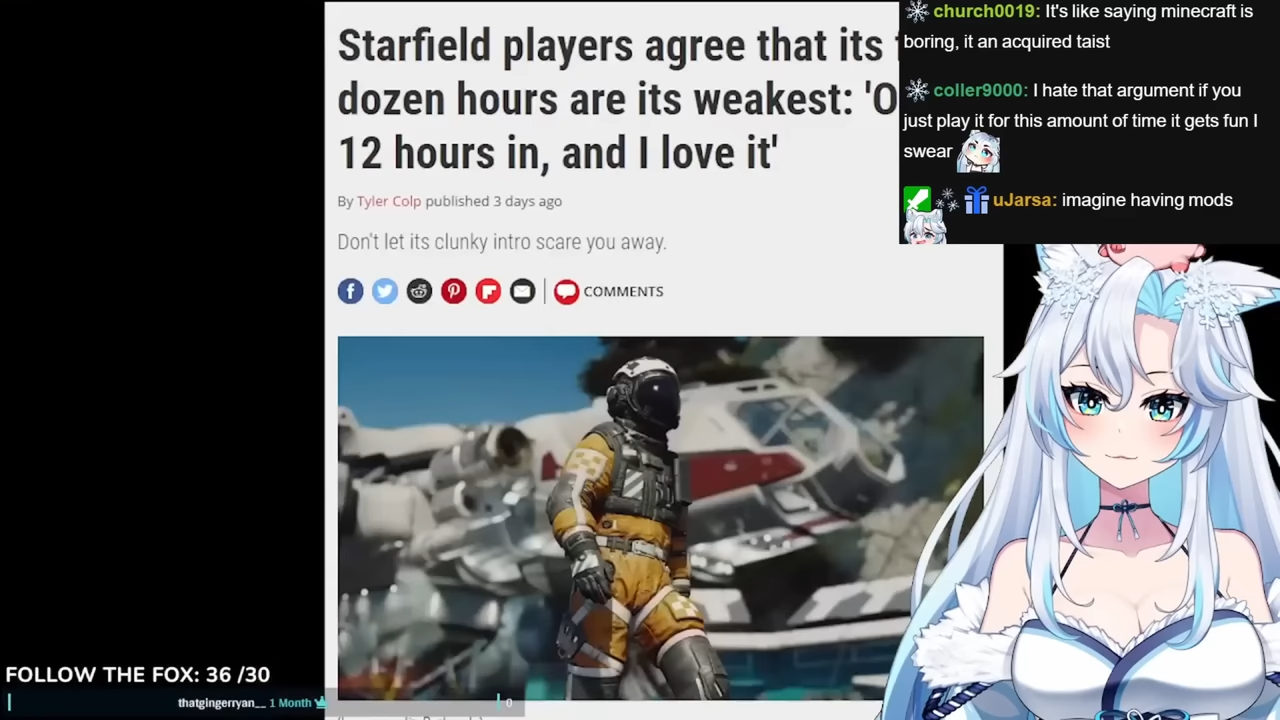 Starfield players agree that its
dozen hours are its weakest: 'O
12 hours in, and I love it'
By Tyler Colp published 3 days ago
Don't let its clunky intro scare you away.
COMMENTS
church0019: It's like saying minecraft is
boring, it an acquired taist
coller9000: I hate that argument if you
just play it for this amount of time it gets fun I
swear
uJarsa: imagine having mods
FOLLOW THE FOX: 36 /30
thatgingerryan__ 1 Month
0